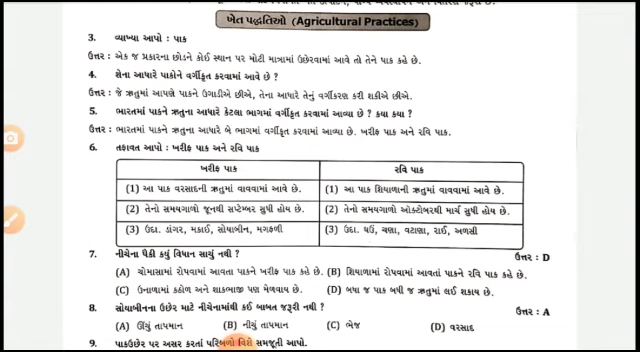 ખેત પદ્ધતિઓ (Agricultural Practices)
3. વ્યાખ્યા આપો : પાક
ઉત્તર : એક જ પ્રકારના છોડને કોઈ સ્થાન પર મોટી માત્રામાં ઉછેરવામાં આવે તો તેને પાક કહે છે.
4. શેના આધારે પાકોને વર્ગીકૃત કરવામાં આવે છે ?
ઉત્તર : જે ઋતુમાં આપણે પાકને ઉગાડીએ છીએ, તેના આધારે તેનું વર્ગીકરણ કરી શકીએ છીએ.
5. ભારતમાં પાકને ઋતુના આધારે કેટલા ભાગમાં વર્ગીકૃત કરવામાં આવ્યા છે ? કયા કયા ?
ઉત્તર : ભારતમાં પાકને ઋતુના આધારે બે ભાગમાં વર્ગીકૃત કરવામાં આવ્યા છે. ખરીફ પાક અને રવિ પાક.
6. તફાવત આપો : ખરીફ પાક અને રવિ પાક
ખરીફ પાક રવિ પાક
(1) આ પાક વરસાદની ઋતુમાં વાવવામાં આવે છે. (1) આ પાક શિયાળાની ઋતુમાં વાવવામાં આવે છે.
(2) તેનો સમયગાળો જૂનથી સપ્ટેમ્બર સુધી હોય છે. (2) તેનો સમયગાળો ઓક્ટોબરથી માર્ચ સુધી હોય છે.
(3) ઉદા. ડાંગર, મકાઈ, સોયાબીન, મગફળી (3) ઉદા. ઘઉં, ચણા, વટાણા, રાઈ, અળસી
7. નીચેના પૈકી કયું વિધાન સાચું નથી ? ઉત્તર : D
(A) ચોમાસામાં રોપવામાં આવતા પાકને ખરીફ પાક કહે છે. (B) શિયાળામાં રોપવામાં આવતાં પાકને રવિ પાક કહે છે.
(C) ઉનાળામાં કઠોળ અને શાકભાજી પણ મેળવાય છે. (D) બધા જ પાક બધી જ ઋતુમાં લઈ શકાય છે.
8. સોયાબીનના ઉછેર માટે નીચેનામાંથી કઈ બાબત જરૂરી નથી ? ઉત્તર : A
(A) ઊંચું તાપમાન (B) નીચું તાપમાન (C) ભેજ (D) વરસાદ
9. પાકઉછેર પર અસર કરતાં પરિબળો વિશે સમજૂતી આપો.